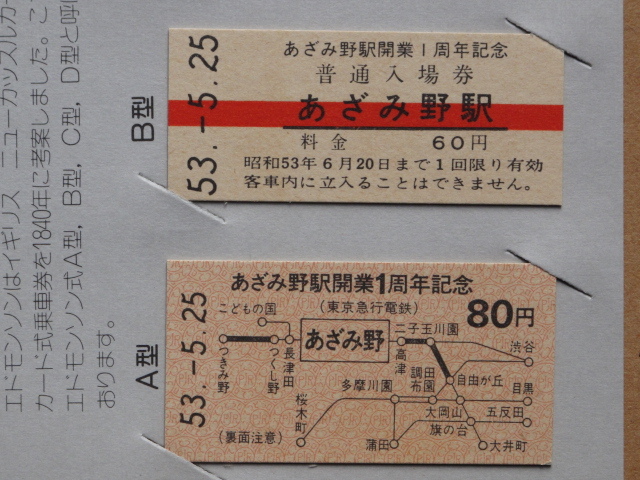 エドモンソンはイギリス ニューカッスルカー
カード式乗車券を1840年に考案しました。こ
エドモンソン式A型，B型，C型，D型と呼
おります。
B型
53.-5.25
あざみ野駅開業1周年記念
普通入場券
あざみ野駅
料金 60円
昭和53年6月20日まで1回限り有効
客車内に立入ることはできません。
A型
53.-5.25
あざみ野駅開業1周年記念
(東京急行電鉄)
80円
こどもの国
つきみ野
つくし野
長津田
あざみ野
二子玉川園
高津
渋谷
自由が丘
多摩川園
調布
田園
目黒
大岡山
五反田
旗の台
桜木町
蒲田
大井町
(裏面注意)